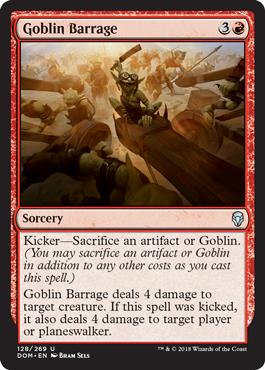 Goblin Barrage 3
Sorcery
Kicker—Sacrifice an artifact or Goblin.
(You may sacrifice an artifact or Goblin
in addition to any other costs as you cast
this spell.)
Goblin Barrage deals 4 damage to
target creature. If this spell was kicked,
it also deals 4 damage to target player
or planeswalker.
128/269 U
DOM • EN Bram Sels
™ & © 2018 Wizards of the Coast